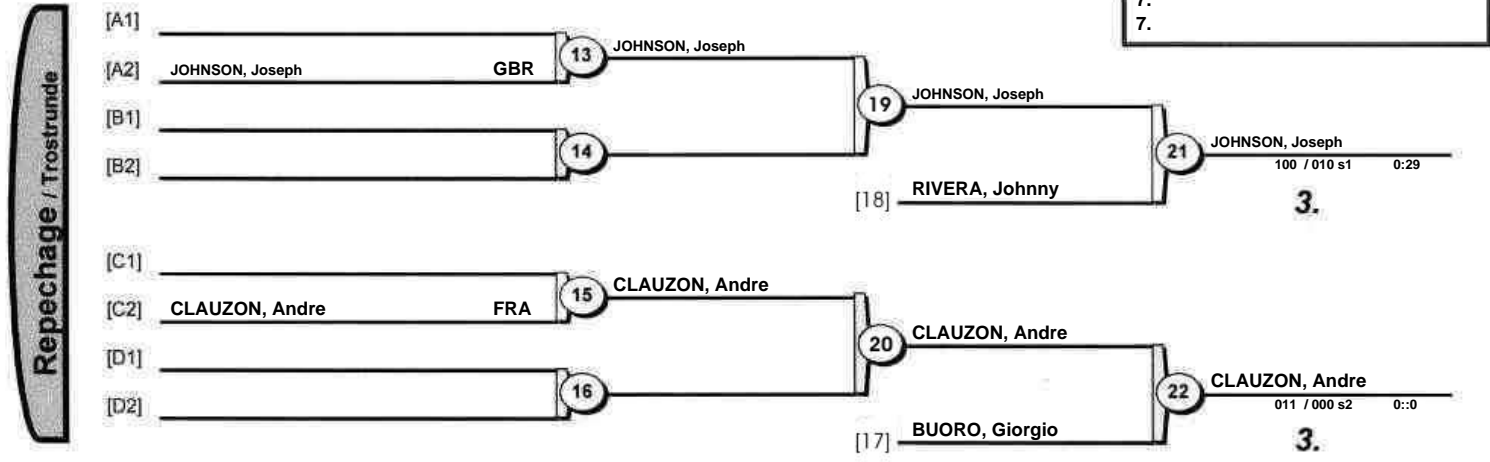 7.
7.
Repechage / Trostrunde
[A1]
[A2] JOHNSON, Joseph GBR
13 JOHNSON, Joseph
[B1]
[B2]
14
19 JOHNSON, Joseph
[18] RIVERA, Johnny
21 JOHNSON, Joseph
100 / 010 s1 0:29
3.
[C1]
[C2] CLAUZON, Andre FRA
15 CLAUZON, Andre
[D1]
[D2]
16
20 CLAUZON, Andre
[17] BUORO, Giorgio
22 CLAUZON, Andre
011 / 000 s2 0::0
3.